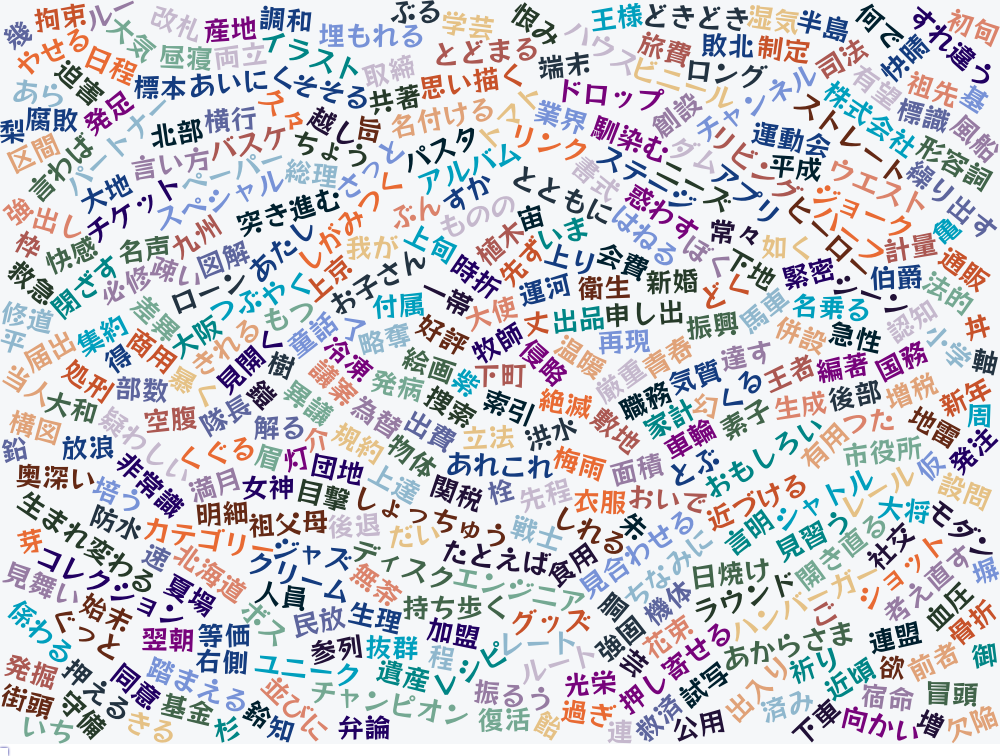 幾
拘束
ルー
改札
産地
調和
埋もれる
ぶる
学芸
恨み
王様
どきどき
湿気
半島
何で
快晴
すれ違う
初旬
やせる
日程
大気
昼寝
両立
イラスト
取締
とどまる
端末
ハウス
旅費
敗北
制定
司法
有望
祖先
基
迫害
あら
発足
標本
あいにく
そそる
共著
思い描く
ドロップ
ビニール
ロング
チャンネル
株式会社
標識
風船
梨
腐敗
区間
パートナー
北部
横行
越し
旨
名付ける
トマト
業界
馴染む
創設
運動会
ストレート
形容詞
言わば
言い方
バスケ
ちょう
パスタ
リンク
ステージ
ダム
リビング
平成
ウエスト
繰り出す
大地
チケット
ペーパー
総理
さっと
アルバム
書式
ニーズ
アプリ
ジョーク
強出し
スペシャル
突き進む
しがみつく
ぶん
ものの
すか
とともに
惑わす
ヒーロー
ハーフ
亀
枠
快感
名声
九州
あたし
我が
上旬
植木
宙
いま
はねる
ぼく
常々
如く
計量
通販
救急
閉ざす
必修
疎い
図解
ローン
上京
お子さん
時折
先ず
上り
会費
新婚
下地
緊密
伯爵
法的
修道
平
差異
つぶやく
もつ
付属
一帯
大使
運河
衛生
どく
馬車
名乗る
認知
丼
届出
集約
得
商用
大阪
きれる
童話
略奪
好評
牧師
丈
出品
申し出
振興
再現
併設
急性
小学
軸
当人
処刑
部数
暴く
見開く
樹
冷凍
議案
絵画
紫
下町
侵略
温暖
厳重
青者
気質
達す
王者
編著
国務
大和
構図
空腹
隊長
鎧
異議
発病
捜索
索引
絶滅
敷地
職務
家計
幻
くる
素子
生成
後部
増税
新年
鉛
放浪
疑わしい
くぐる
解る
介
為替
規約
出費
物体
立法
洪水
梅雨
面積
車輪
とぶ
おもしろい
有用
つた
市役所
地雷
周
発注
奥深い
培う
非常識
満月
女神
眉
灯
団地
目撃
上達
あれこれ
関税
栓
先程
衣服
おいで
近づける
シャトル
レール
仮
設問
生まれ変わる
防水
明細
祖父母
後退
しょっちゅう
だい
戦士
しれる
未
見合わせる
言明
見習う
大将
モダン
芽
コレクション
速
カテゴリー
北海道
ジャズ
ディスク
たとえば
食用
ちなみに
日焼け
開き直る
社交
ショット
考え直す
堀
見舞い
夏場
クリーム
人員
無茶
エンジニア
機体
ラウンド
ハンバーガー
係わる
ぐっと
始末
翌朝
等価
ボス
民放
生理
持ち歩く
グッズ
強固
花束
ご
血圧
骨折
発掘
押える
同意
右側
ユニーク
参列
抜群
加盟
程
レシピ
レート
ルート
芸
寄せる
あからさま
連盟
欲
前者
御
街頭
守備
踏まえる
基金
並びに
チャンピオン
遺産
振るう
光栄
押し
試写
出入り
祈り
近頃
宿命
冒頭
いち
きる
杉
鈴
知
弁論
復活
飴
過ぎ
連
救済
公用
済み
下車
向かい
増
欠陥